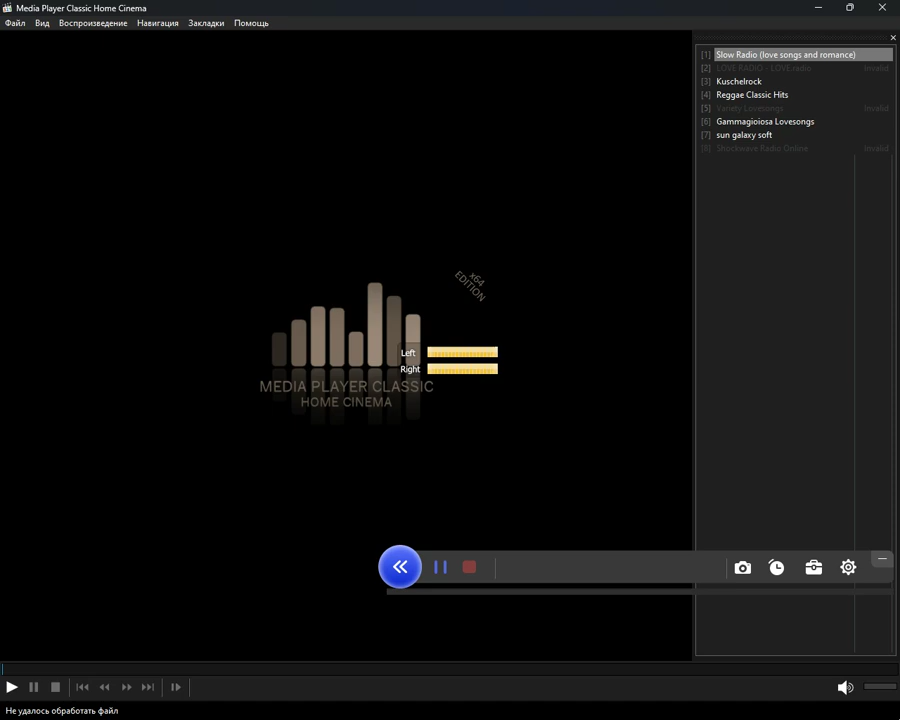 Media Player Classic Home Cinema
Файл Вид Воспроизведение Навигация Закладки Помощь
[1] Slow Radio (love songs and romance)
[2] LOVE RADIO - LOVE.radio Invalid
[3] Kuschelrock
[4] Reggae Classic Hits
[5] Variety Lovesongs Invalid
[6] Gammagioiosa Lovesongs
[7] sun galaxy soft
[8] Shockwave Radio Online Invalid
x64
EDITION
Left
Right
MEDIA PLAYER CLASSIC
HOME CINEMA
Не удалось обработать файл